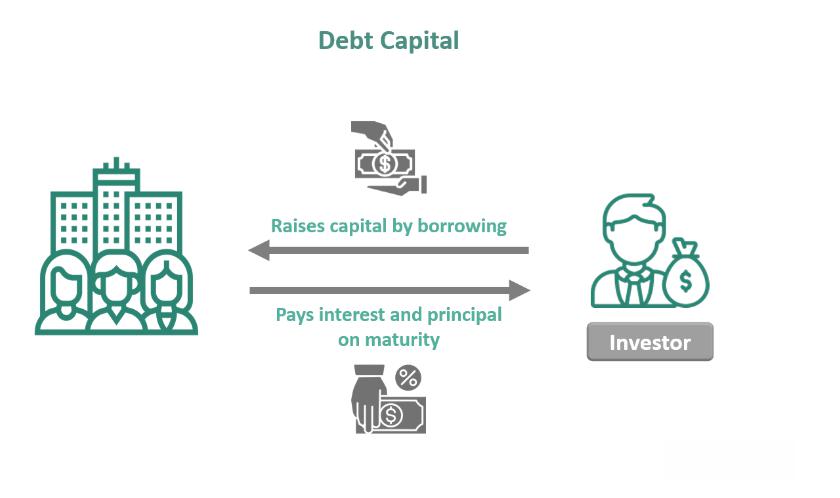 Debt Capital
$
Raises capital by borrowing
$
Pays interest and principal
on maturity
Investor
%
$